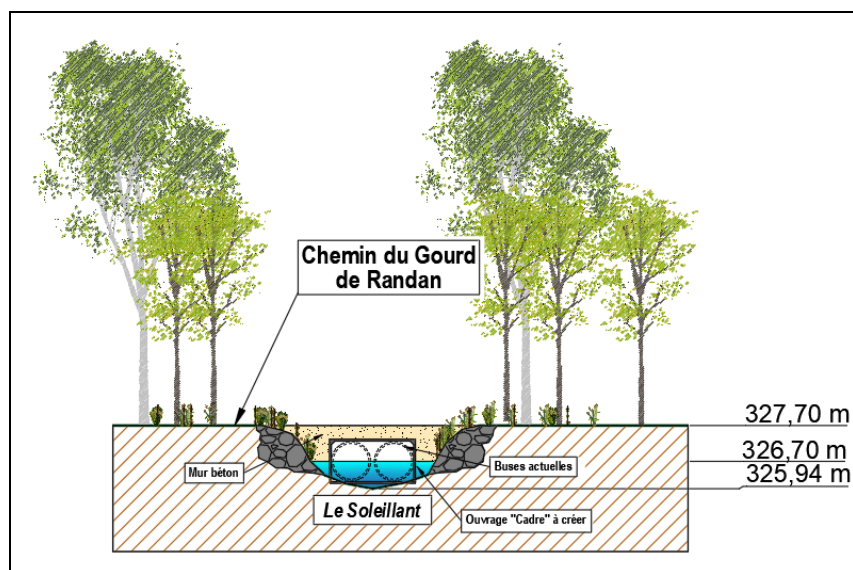 Chemin du Gourd
de Randan
327,70 m
326,70 m
325,94 m
Mur béton
Buses actuelles
Le Soleillant
Ouvrage "Cadre" à créer